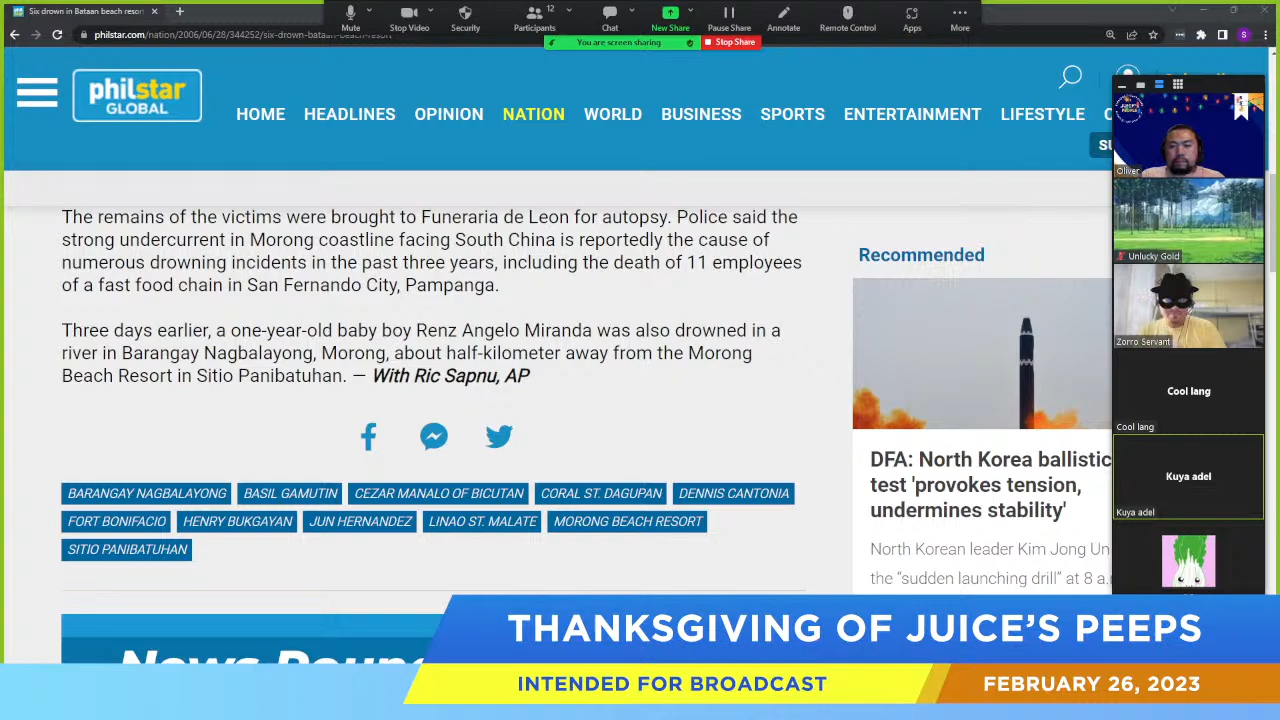 Six drown in Bataan beach resor
philstar.com/nation/2006/06/28/344252/six-drown-bataan-beach-resort
Mute
Stop Video
Security
12
Participants
Chat
New Share
Pause Share
Annotate
Remote Control
Apps
More
You are screen sharing
Stop Share
philstar
GLOBAL
HOME HEADLINES OPINION NATION WORLD BUSINESS SPORTS ENTERTAINMENT LIFESTYLE
The remains of the victims were brought to Funeraria de Leon for autopsy. Police said the
strong undercurrent in Morong coastline facing South China is reportedly the cause of
numerous drowning incidents in the past three years, including the death of 11 employees
of a fast food chain in San Fernando City, Pampanga.
Three days earlier, a one-year-old baby boy Renz Angelo Miranda was also drowned in a
river in Barangay Nagbalayong, Morong, about half-kilometer away from the Morong
Beach Resort in Sitio Panibatuhan. — With Ric Sapnu, AP
BARANGAY NAGBALAYONG BASIL GAMUTIN CEZAR MANALO OF BICUTAN CORAL ST. DAGUPAN DENNIS CANTONIA
FORT BONIFACIO HENRY BUKGAYAN JUN HERNANDEZ LINAO ST. MALATE MORONG BEACH RESORT
SITIO PANIBATUHAN
Recommended
DFA: North Korea ballistic
test 'provokes tension,
undermines stability'
North Korean leader Kim Jong Un
the “sudden launching drill” at 8 a.
JUICE'S PEOPLE
Oliver
Unlucky Gold
Zorro Servant
Cool lang
Cool lang
Kuya adel
Kuya adel
THANKSGIVING OF JUICE’S PEEPS
INTENDED FOR BROADCAST
FEBRUARY 26, 2023